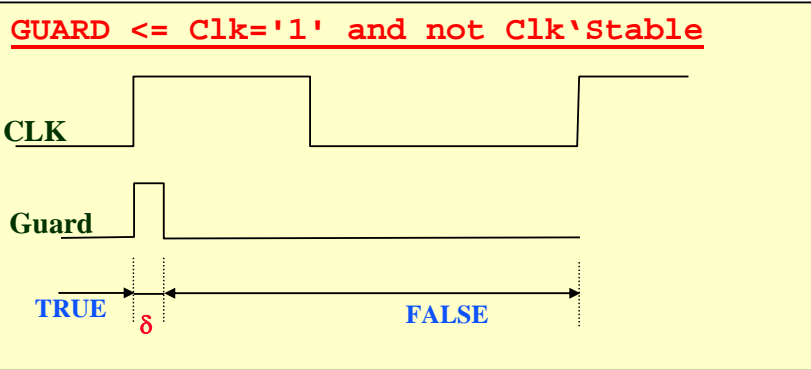 GUARD <= Clk='1' and not Clk‘Stable
CLK
Guard
TRUE
δ
FALSE